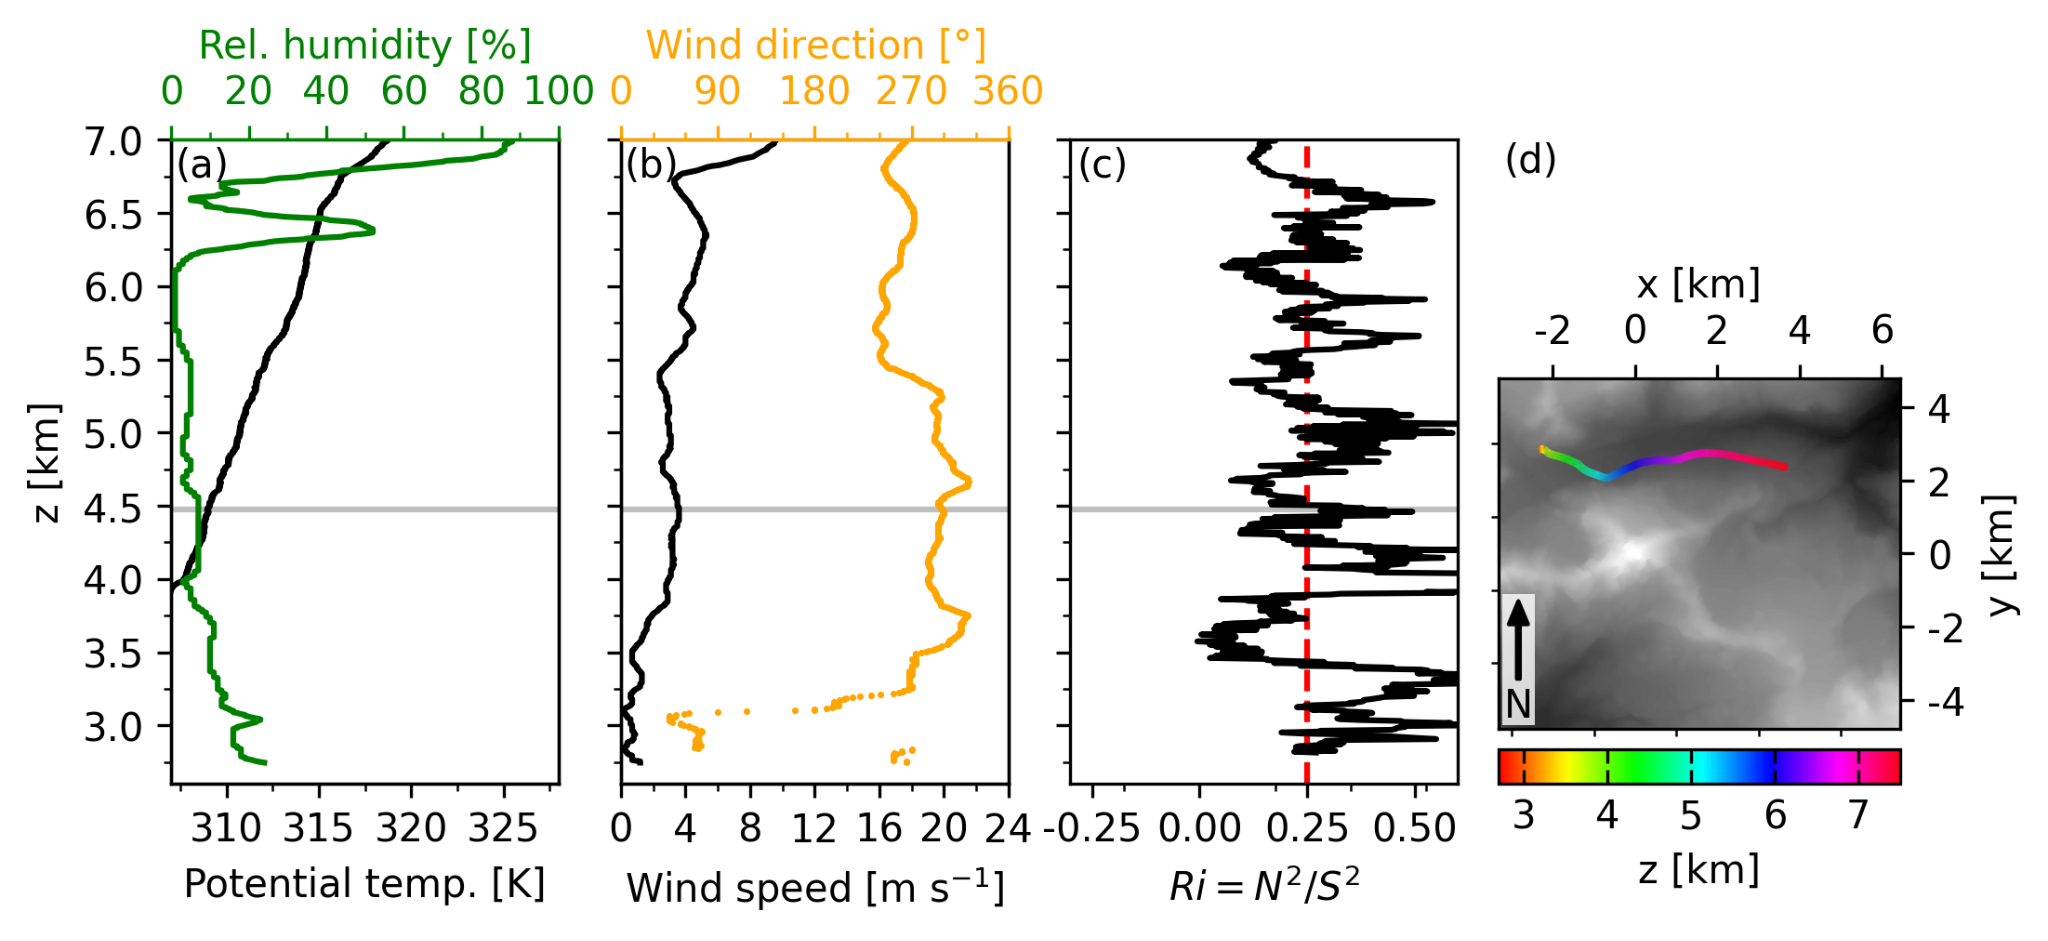 Rel. humidity [%]
0 20 40 60 80 100
Wind direction [°]
0 90 180 270 360
7.0
6.5
6.0
5.5
5.0
4.5
4.0
3.5
3.0
z [km]
(a)
310 315 320 325
Potential temp. [K]
(b)
0 4 8 12 16 20 24
Wind speed [m s⁻¹]
(c)
-0.25 0.00 0.25 0.50
Ri = N²/S²
(d)
x [km]
-2 0 2 4 6
4
2
0
-2
-4
y [km]
N
3 4 5 6 7
z [km]